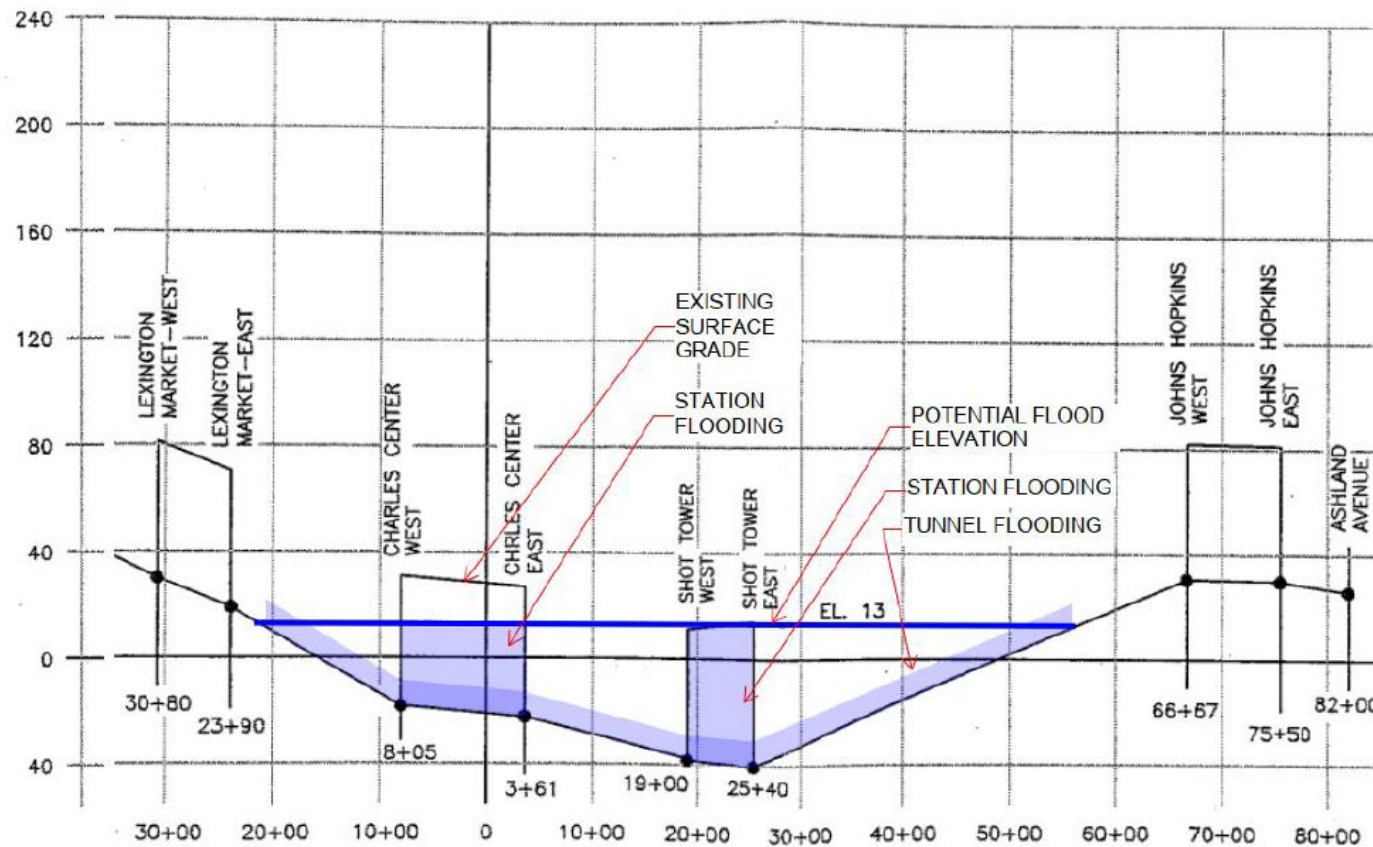 240
200
160
120
80
40
0
40
LEXINGTON
MARKET-WEST
LEXINGTON
MARKET-EAST
CHARLES CENTER
WEST
CHRLES CENTER
EAST
EXISTING
SURFACE
GRADE
STATION
FLOODING
SHOT TOWER
WEST
SHOT TOWER
EAST
EL. 13
POTENTIAL FLOOD
ELEVATION
STATION FLOODING
TUNNEL FLOODING
JOHNS HOPKINS
WEST
JOHNS HOPKINS
EAST
ASHLAND
AVENUE
30+80
23+90
8+05
3+61
19+00
25+40
66+67
75+50
82+00
30+00
20+00
10+00
0
10+00
20+00
30+00
40+00
50+00
60+00
70+00
80+00